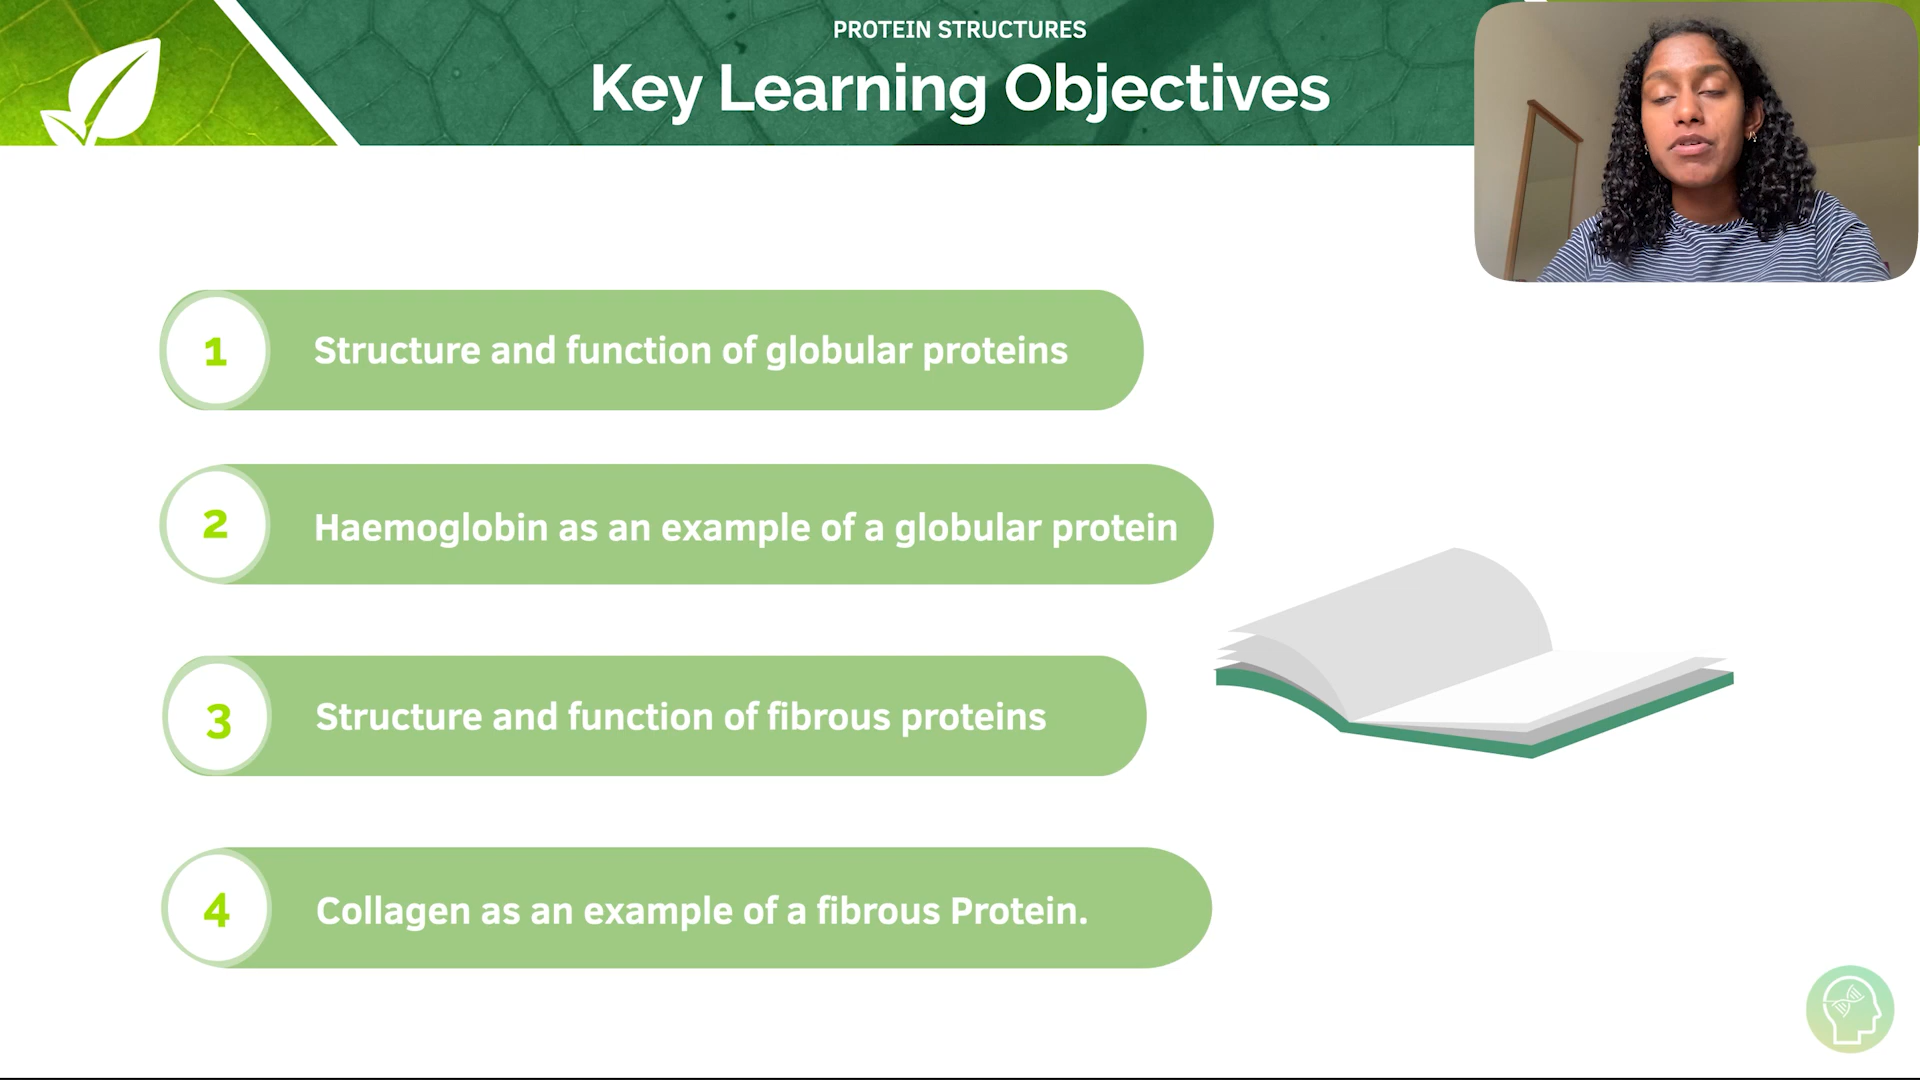 PROTEIN STRUCTURES
Key Learning Objectives
1 Structure and function of globular proteins
2 Haemoglobin as an example of a globular protein
3 Structure and function of fibrous proteins
4 Collagen as an example of a fibrous Protein.